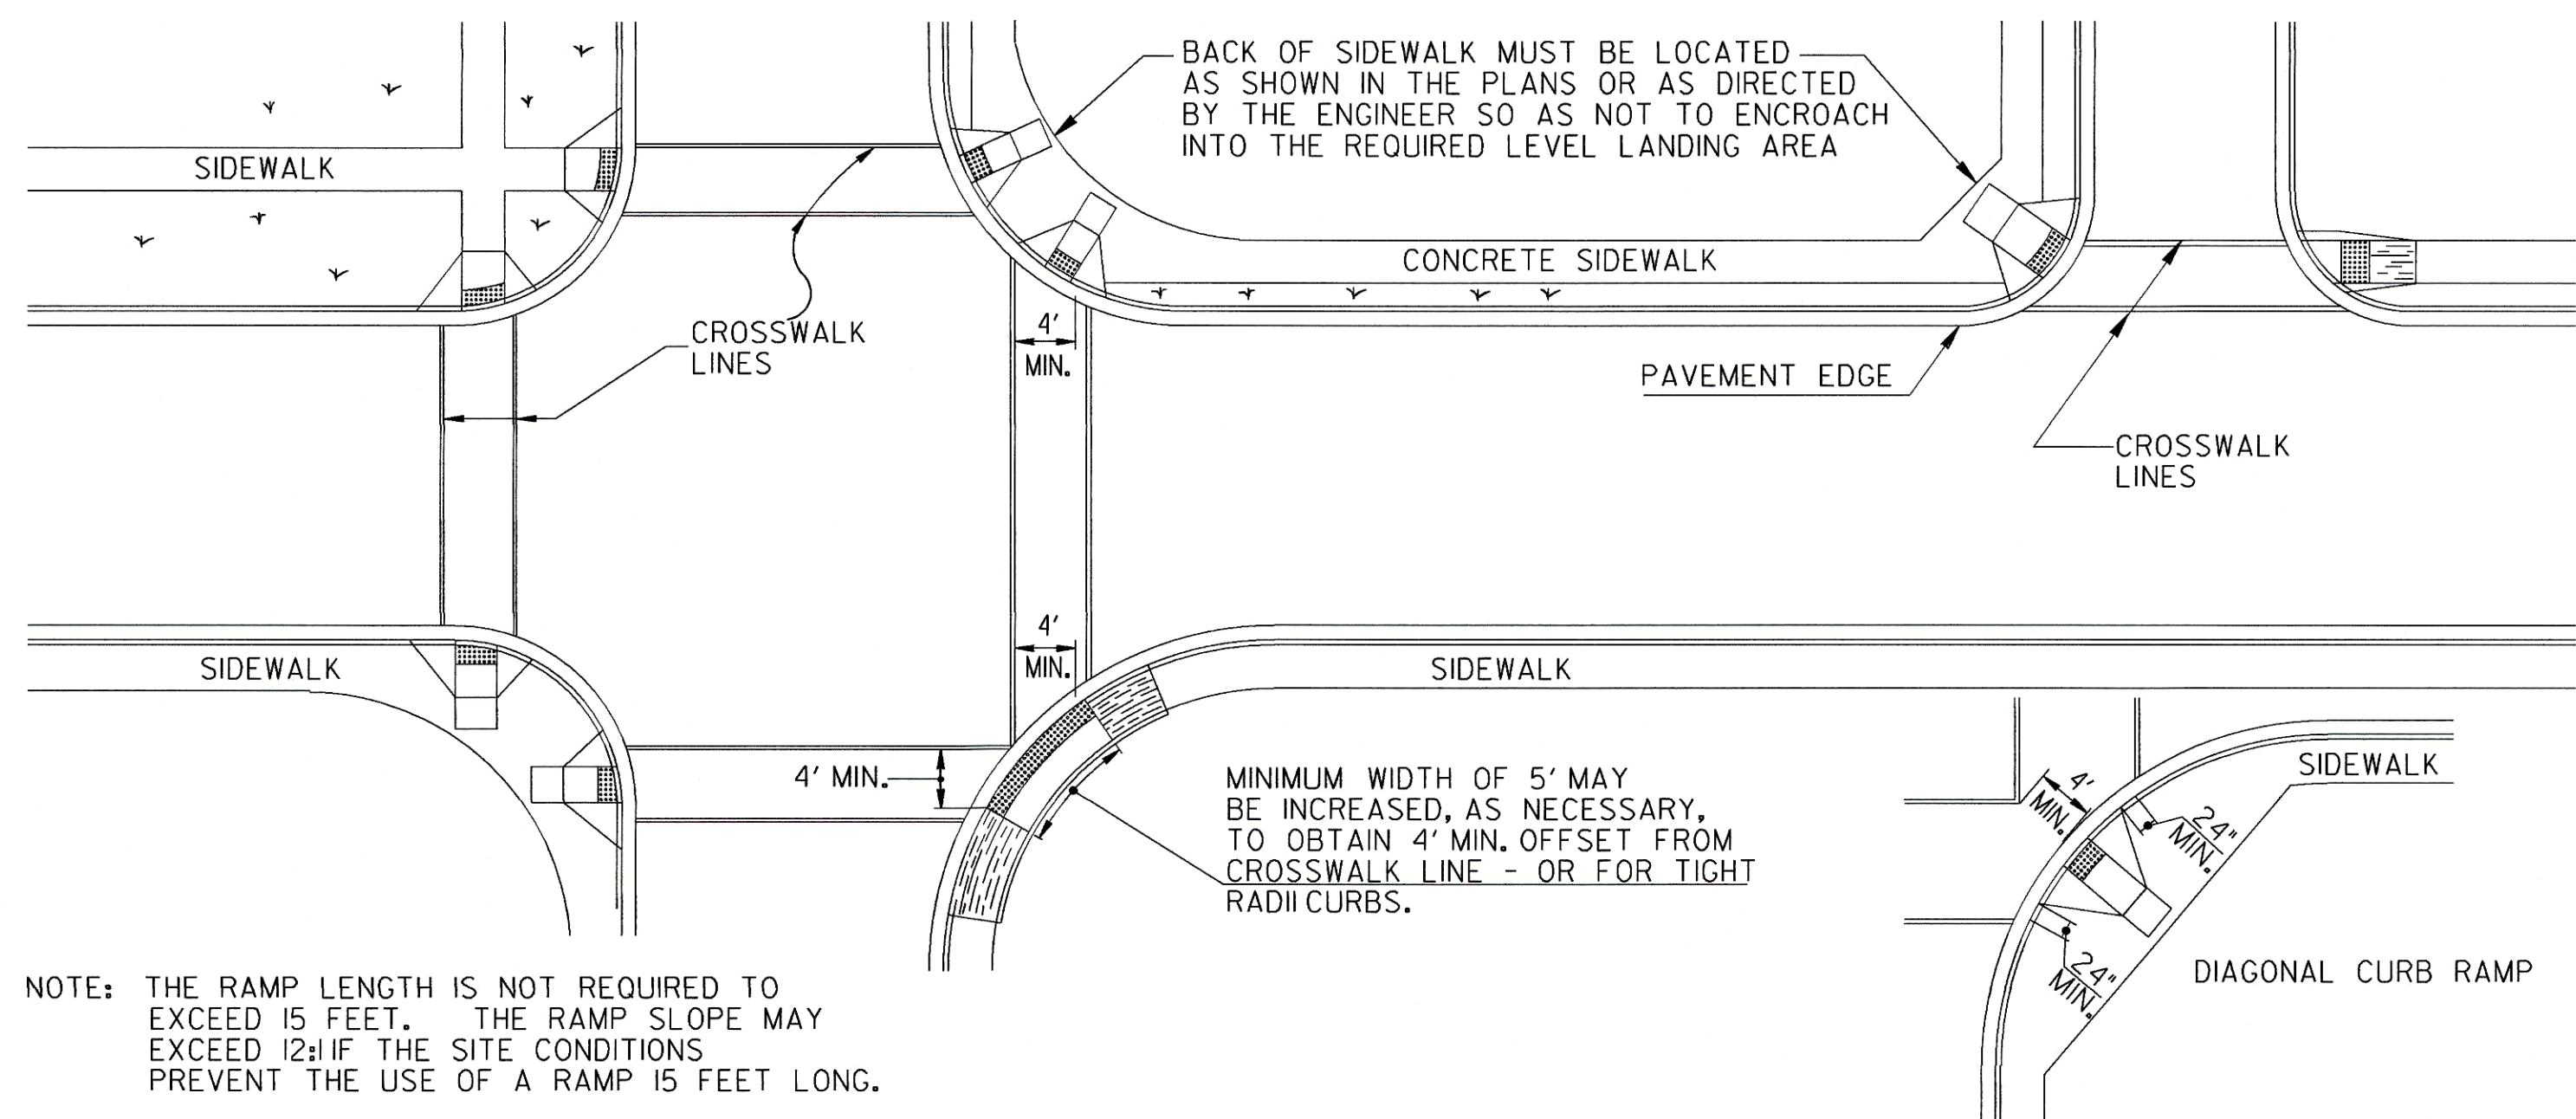 BACK OF SIDEWALK MUST BE LOCATED
AS SHOWN IN THE PLANS OR AS DIRECTED
BY THE ENGINEER SO AS NOT TO ENCROACH
INTO THE REQUIRED LEVEL LANDING AREA
SIDEWALK
CONCRETE SIDEWALK
CROSSWALK
LINES
4'
MIN.
PAVEMENT EDGE
CROSSWALK
LINES
4'
MIN.
SIDEWALK
SIDEWALK
4' MIN.
MINIMUM WIDTH OF 5' MAY
BE INCREASED, AS NECESSARY,
TO OBTAIN 4' MIN. OFFSET FROM
CROSSWALK LINE - OR FOR TIGHT
RADII CURBS.
SIDEWALK
4'
MIN.
24"
MIN.
24"
MIN.
DIAGONAL CURB RAMP
NOTE: THE RAMP LENGTH IS NOT REQUIRED TO
EXCEED 15 FEET. THE RAMP SLOPE MAY
EXCEED 12:1 IF THE SITE CONDITIONS
PREVENT THE USE OF A RAMP 15 FEET LONG.